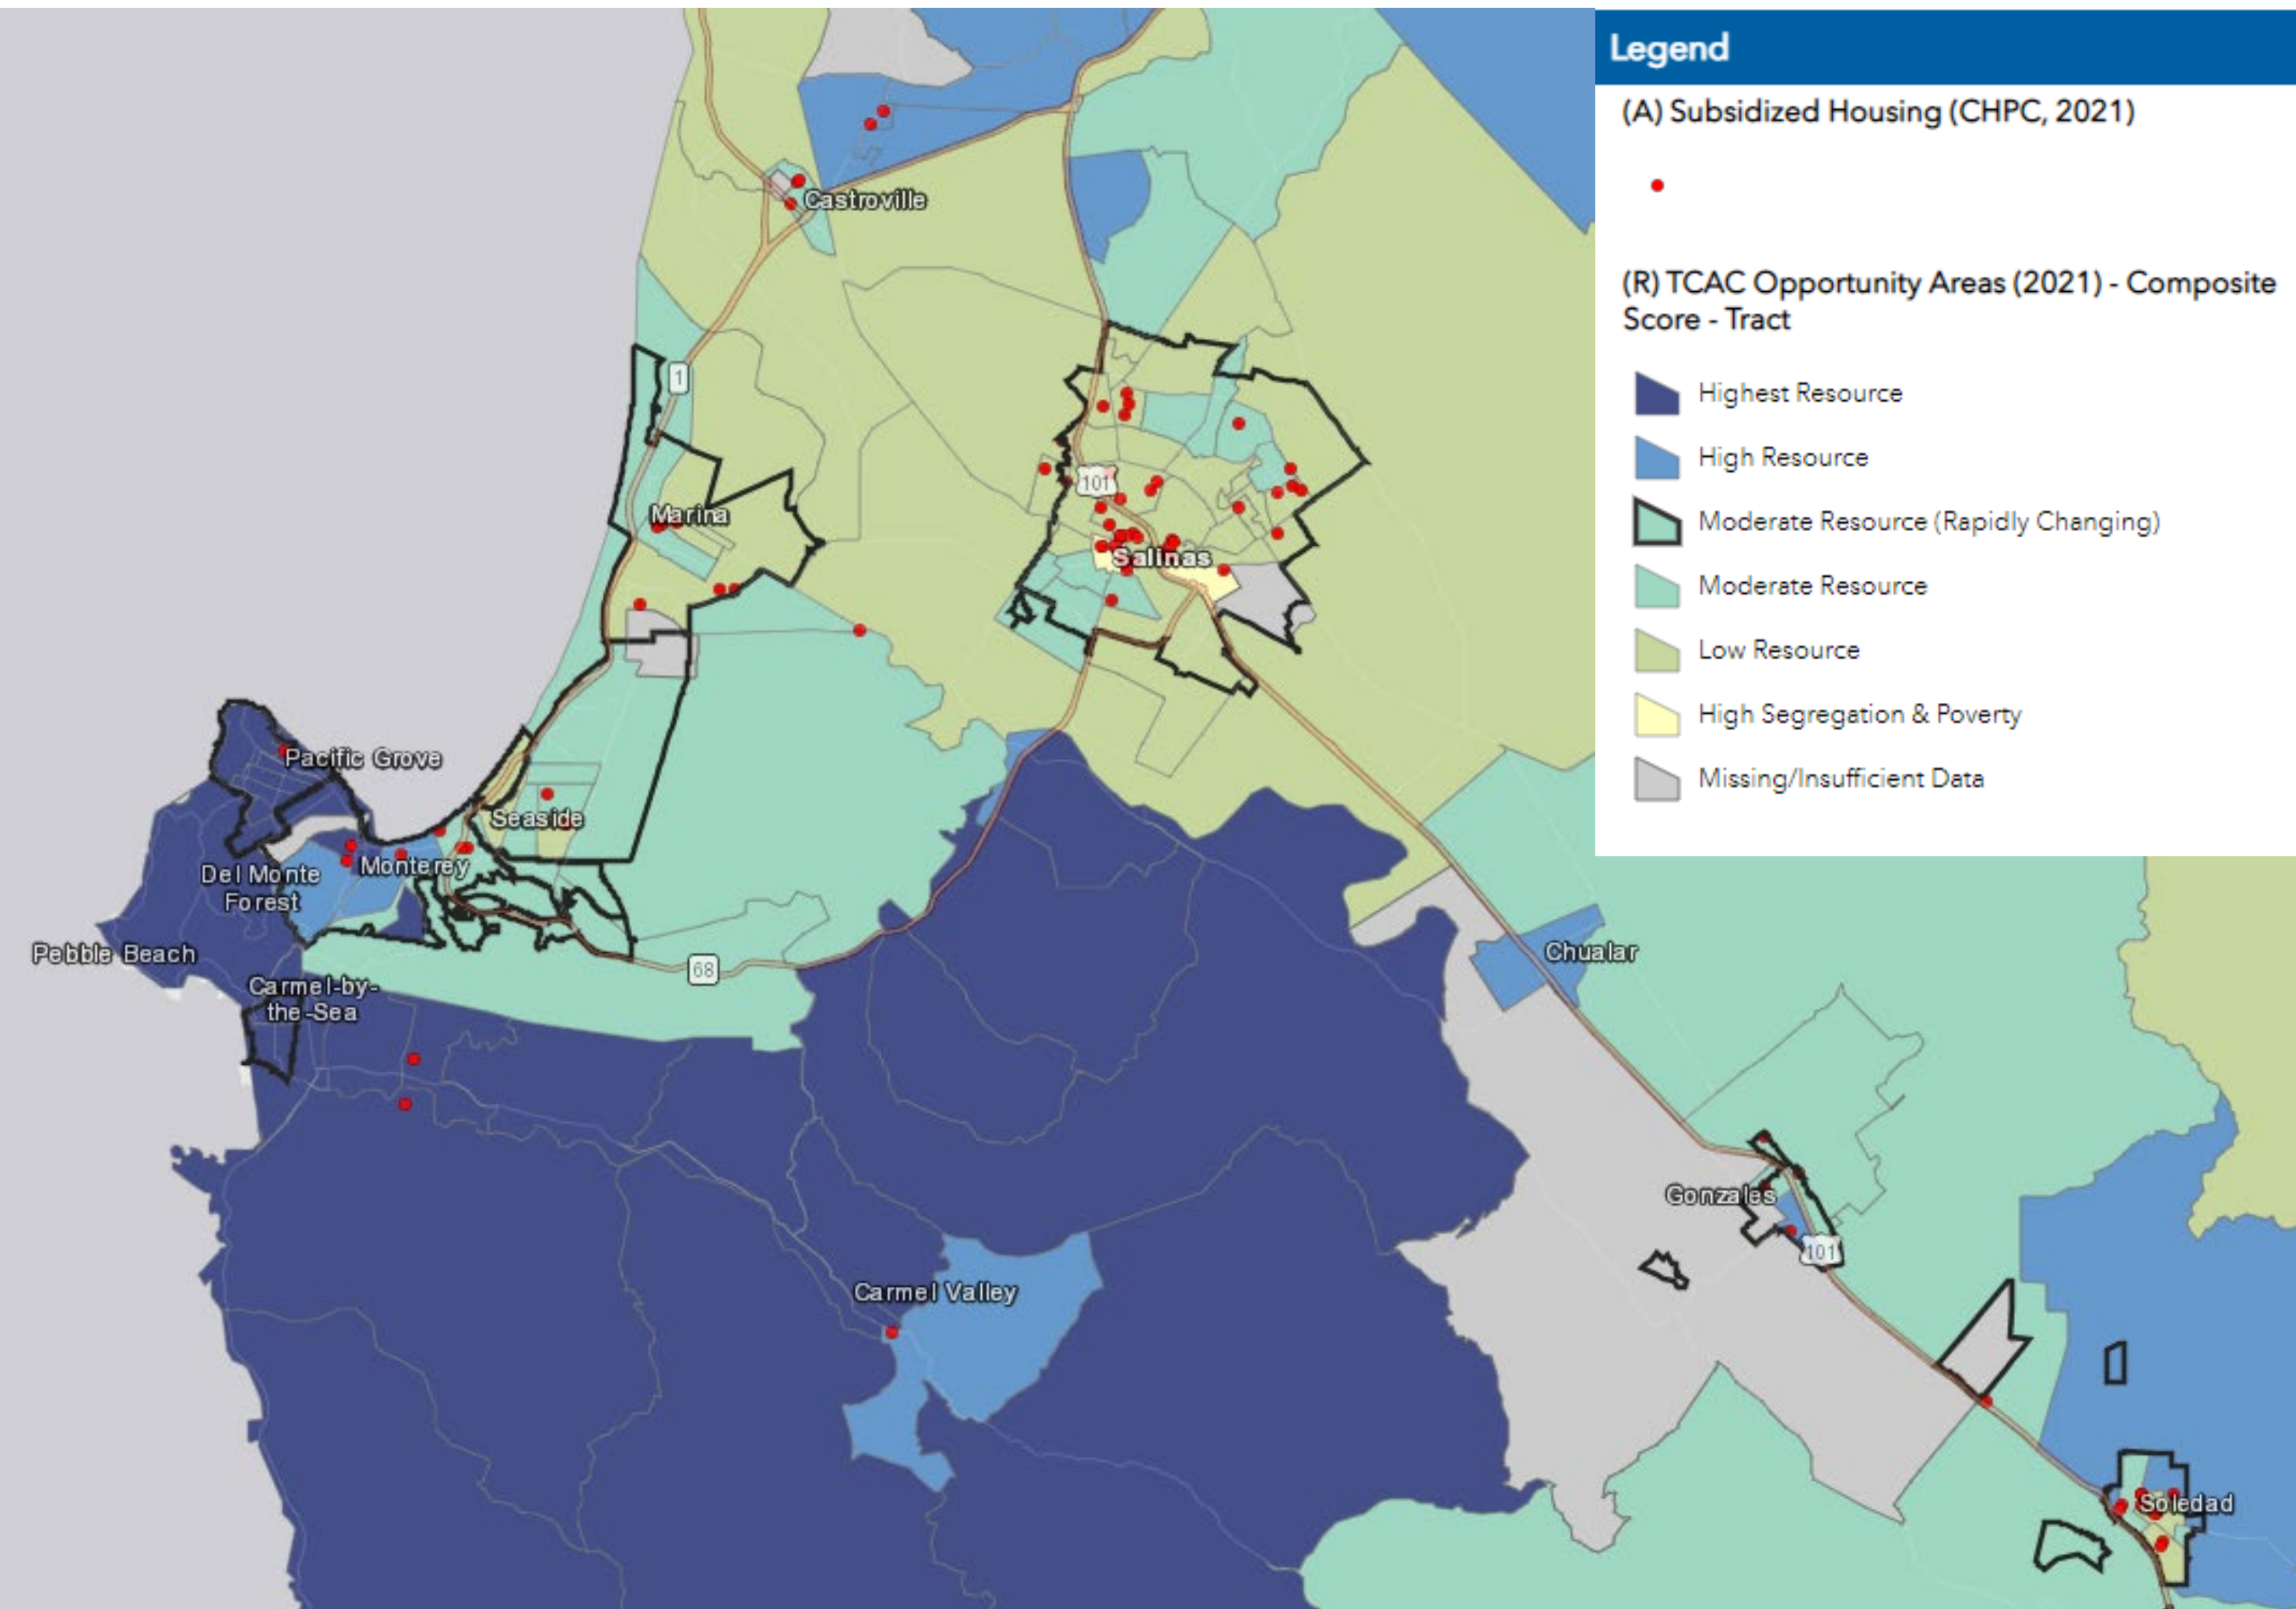 Legend
(A) Subsidized Housing (CHPC, 2021)
(R) TCAC Opportunity Areas (2021) - Composite
Score - Tract
Highest Resource
High Resource
Moderate Resource (Rapidly Changing)
Moderate Resource
Low Resource
High Segregation & Poverty
Missing/Insufficient Data
Castroville
1
101
Marina
Salinas
Pacific Grove
Seaside
Monterey
Del Monte
Forest
Pebble Beach
Chualar
68
Carmel-by-
the-Sea
Gonzales
101
Carmel Valley
Soledad